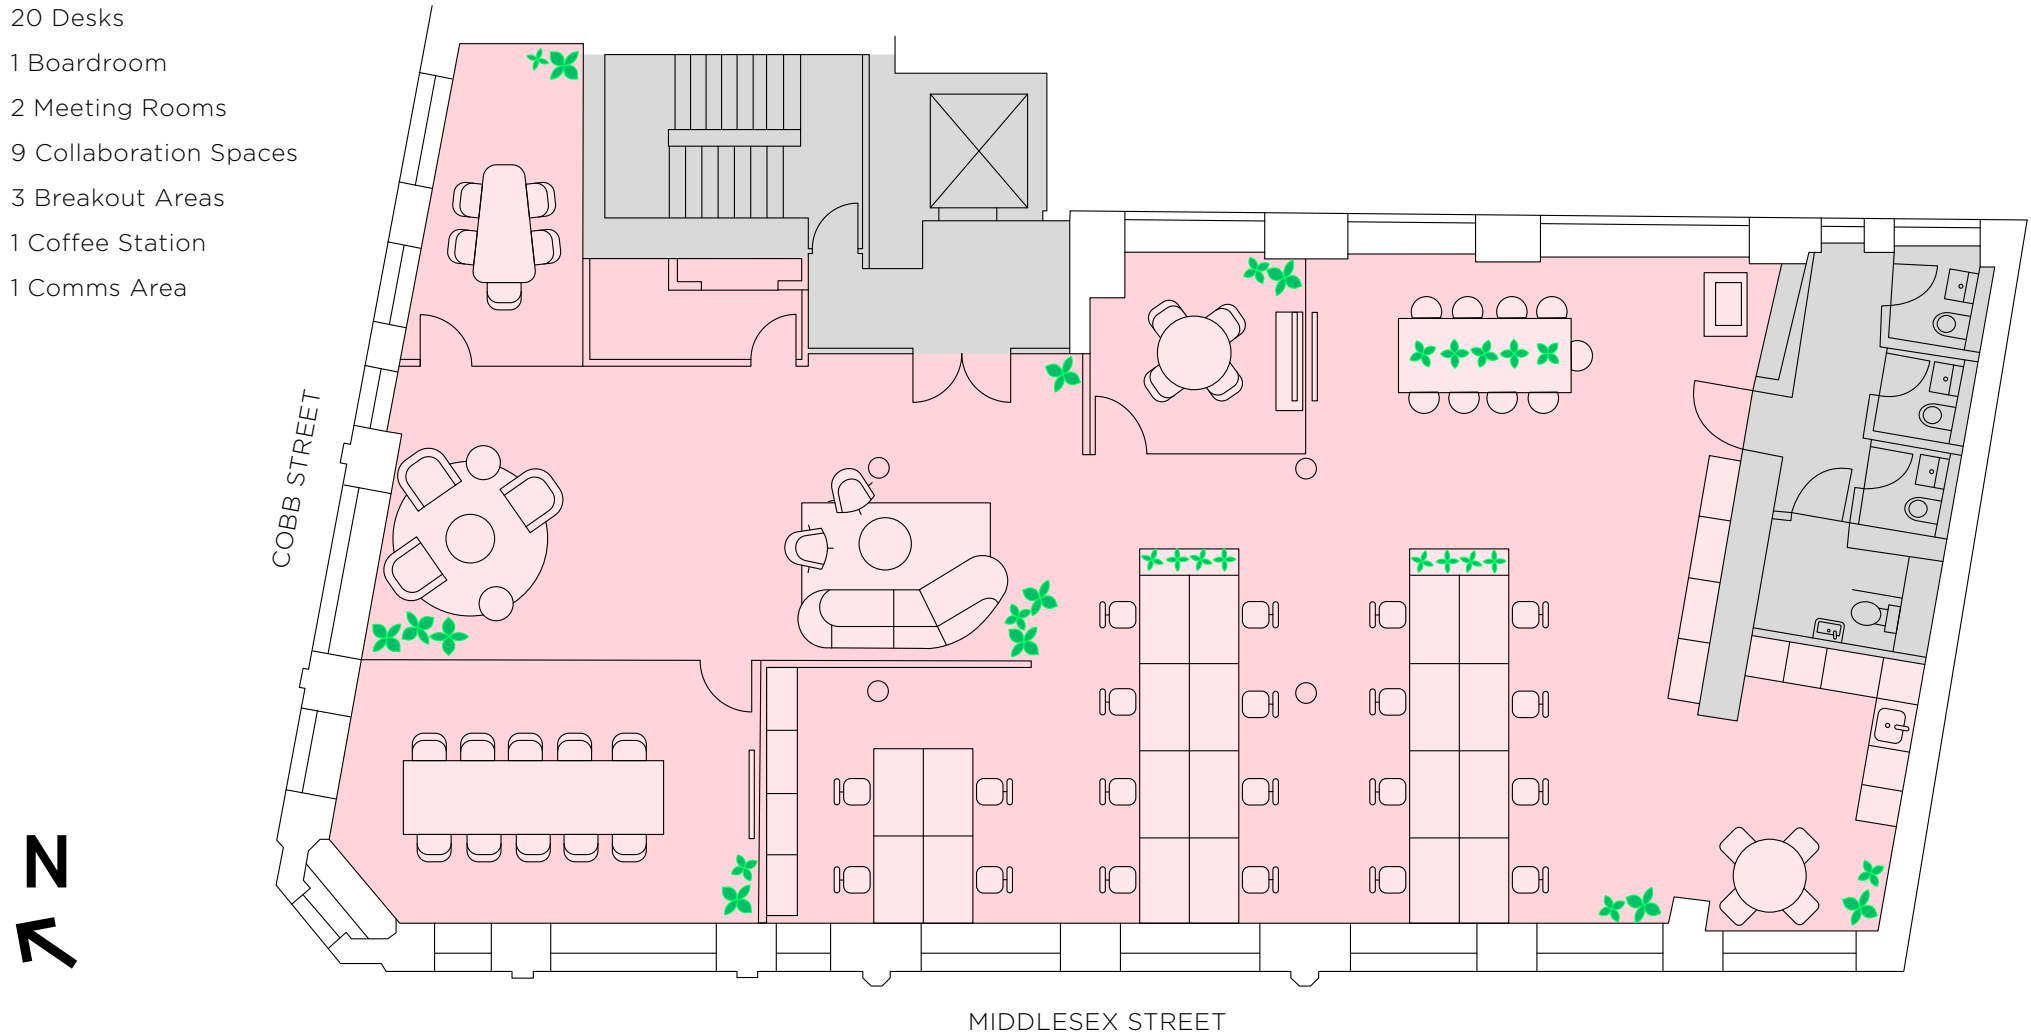 20 Desks
1 Boardroom
2 Meeting Rooms
9 Collaboration Spaces
3 Breakout Areas
1 Coffee Station
1 Comms Area
COBB STREET
N
MIDDLESEX STREET